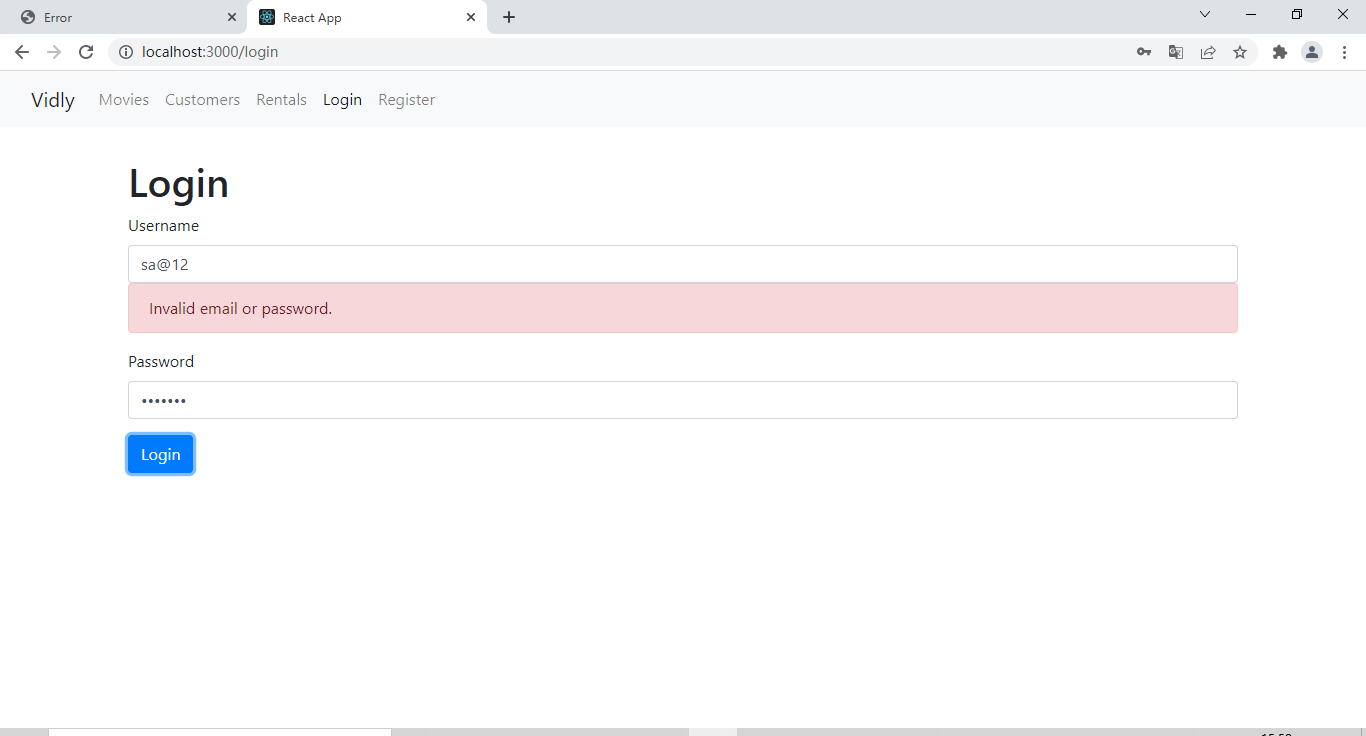 Error
React App
localhost:3000/login
Vidly Movies Customers Rentals Login Register
Login
Username
sa@12
Invalid email or password.
Password
•••••••
Login